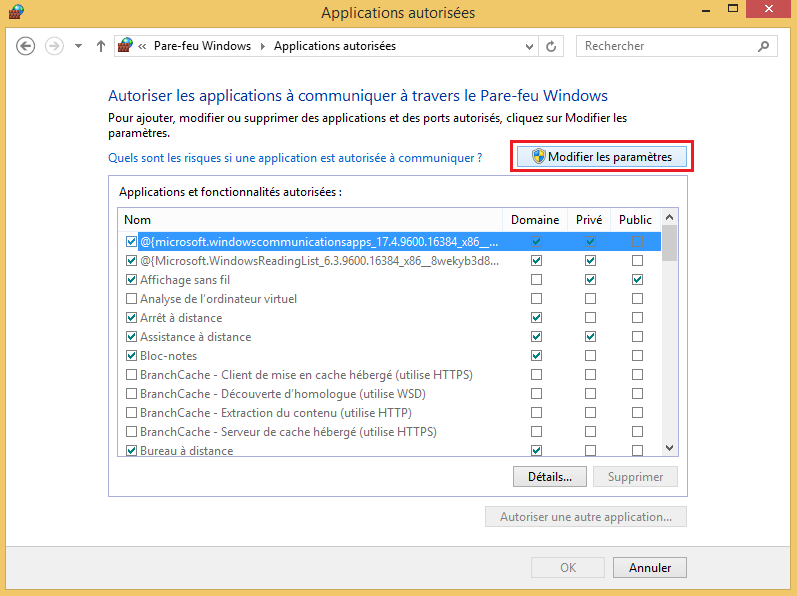 Applications autorisées
« Pare-feu Windows Applications autorisées
Rechercher
Autoriser les applications à communiquer à travers le Pare-feu Windows
Pour ajouter, modifier ou supprimer des applications et des ports autorisés, cliquez sur Modifier les
paramètres.
Quels sont les risques si une application est autorisée à communiquer ?
Modifier les paramètres
Applications et fonctionnalités autorisées :
Nom Domaine Privé Public
@{microsoft.windowscommunicationsapps_17.4.9600.16384_x86__...
@{Microsoft.WindowsReadingList_6.3.9600.16384_x86__8wekyb3d8...
Affichage sans fil
Analyse de l'ordinateur virtuel
Arrêt à distance
Assistance à distance
Bloc-notes
BranchCache - Client de mise en cache hébergé (utilise HTTPS)
BranchCache - Découverte d'homologue (utilise WSD)
BranchCache - Extraction du contenu (utilise HTTP)
BranchCache - Serveur de cache hébergé (utilise HTTPS)
Bureau à distance
Détails...
Supprimer
Autoriser une autre application...
OK
Annuler